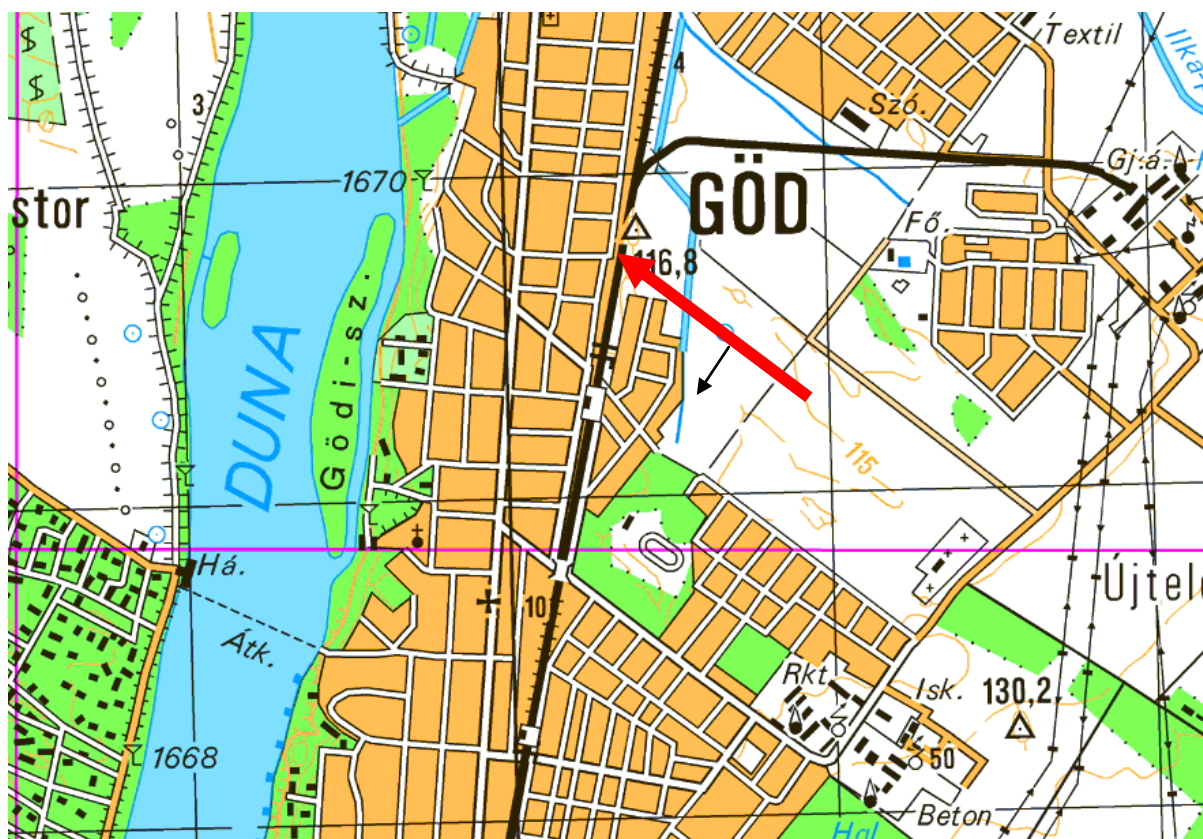 Textil
Ilka
4
3
Szó.
1670
Gj.á
stor
GÖD
Fő.
116,8
DUNA
Gödi-sz.
115
Há.
Újtele
10
Átk.
Rkt.
Isk.
130,2
1668
50
Beton
Hgl